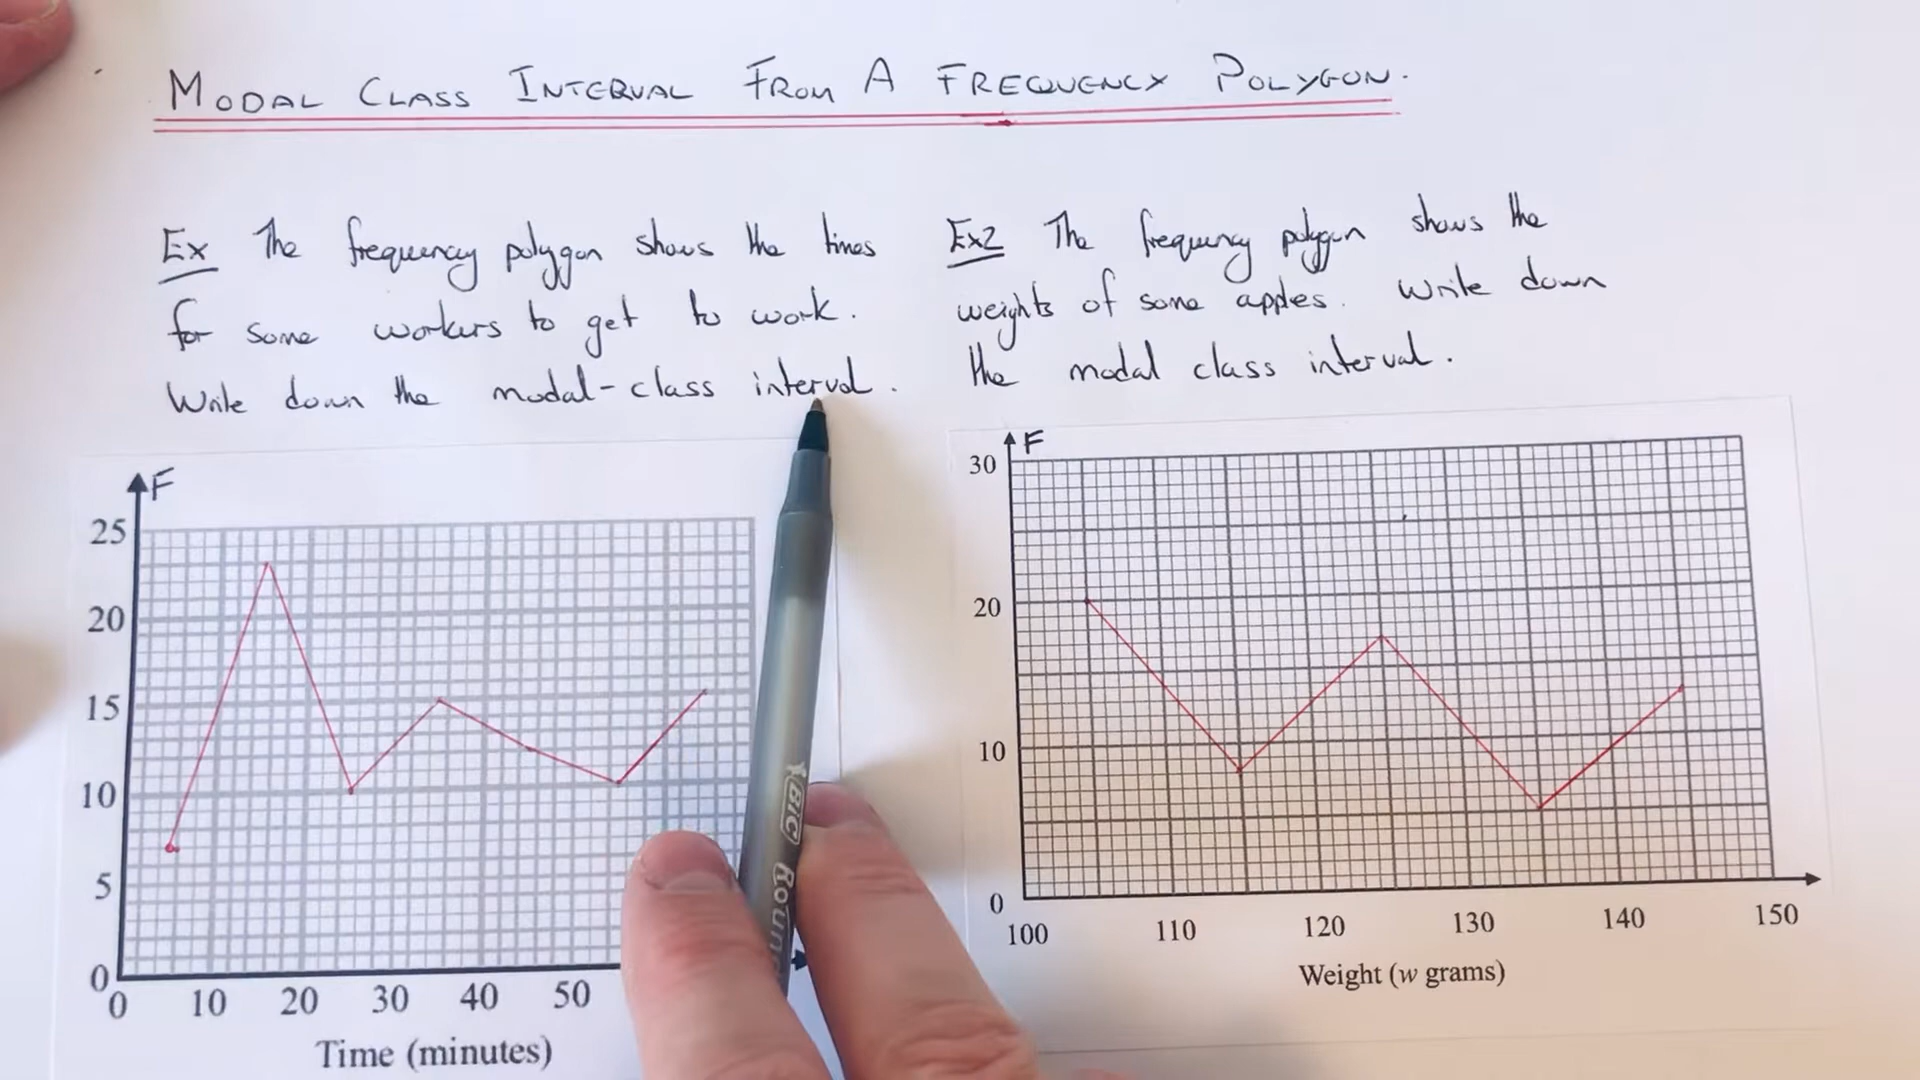 MODAL CLASS INTERVAL FROM A FREQUENCY POLYGON.
Ex The frequency polygon shows the times
for some workers to get to work.
Write down the modal-class interval.
F
25
20
15
10
5
0
0 10 20 30 40 50
Time (minutes)
Ex2 The frequency polygon shows the
weights of some apples. Write down
the modal class interval.
F
30
20
10
0
100 110 120 130 140 150
Weight (w grams)
BIC